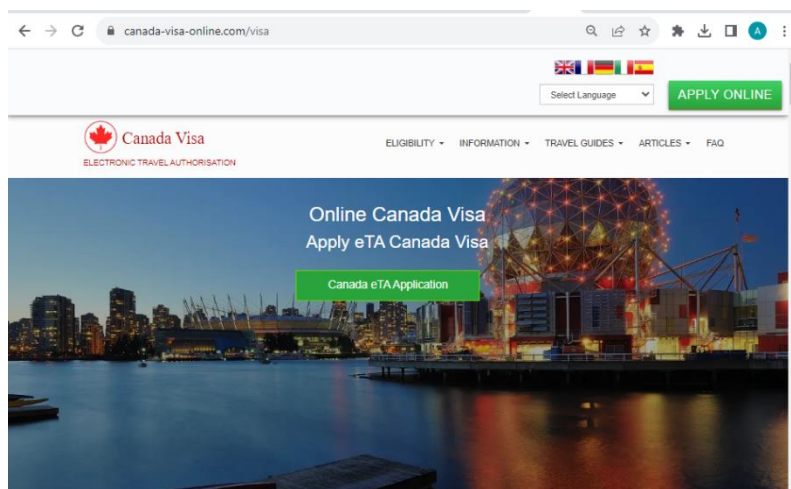 canada-visa-online.com/visa
A
Select Language
APPLY ONLINE
Canada Visa
ELECTRONIC TRAVEL AUTHORISATION
ELIGIBILITY INFORMATION TRAVEL GUIDES ARTICLES FAQ
Online Canada Visa
Apply eTA Canada Visa
Canada eTA Application